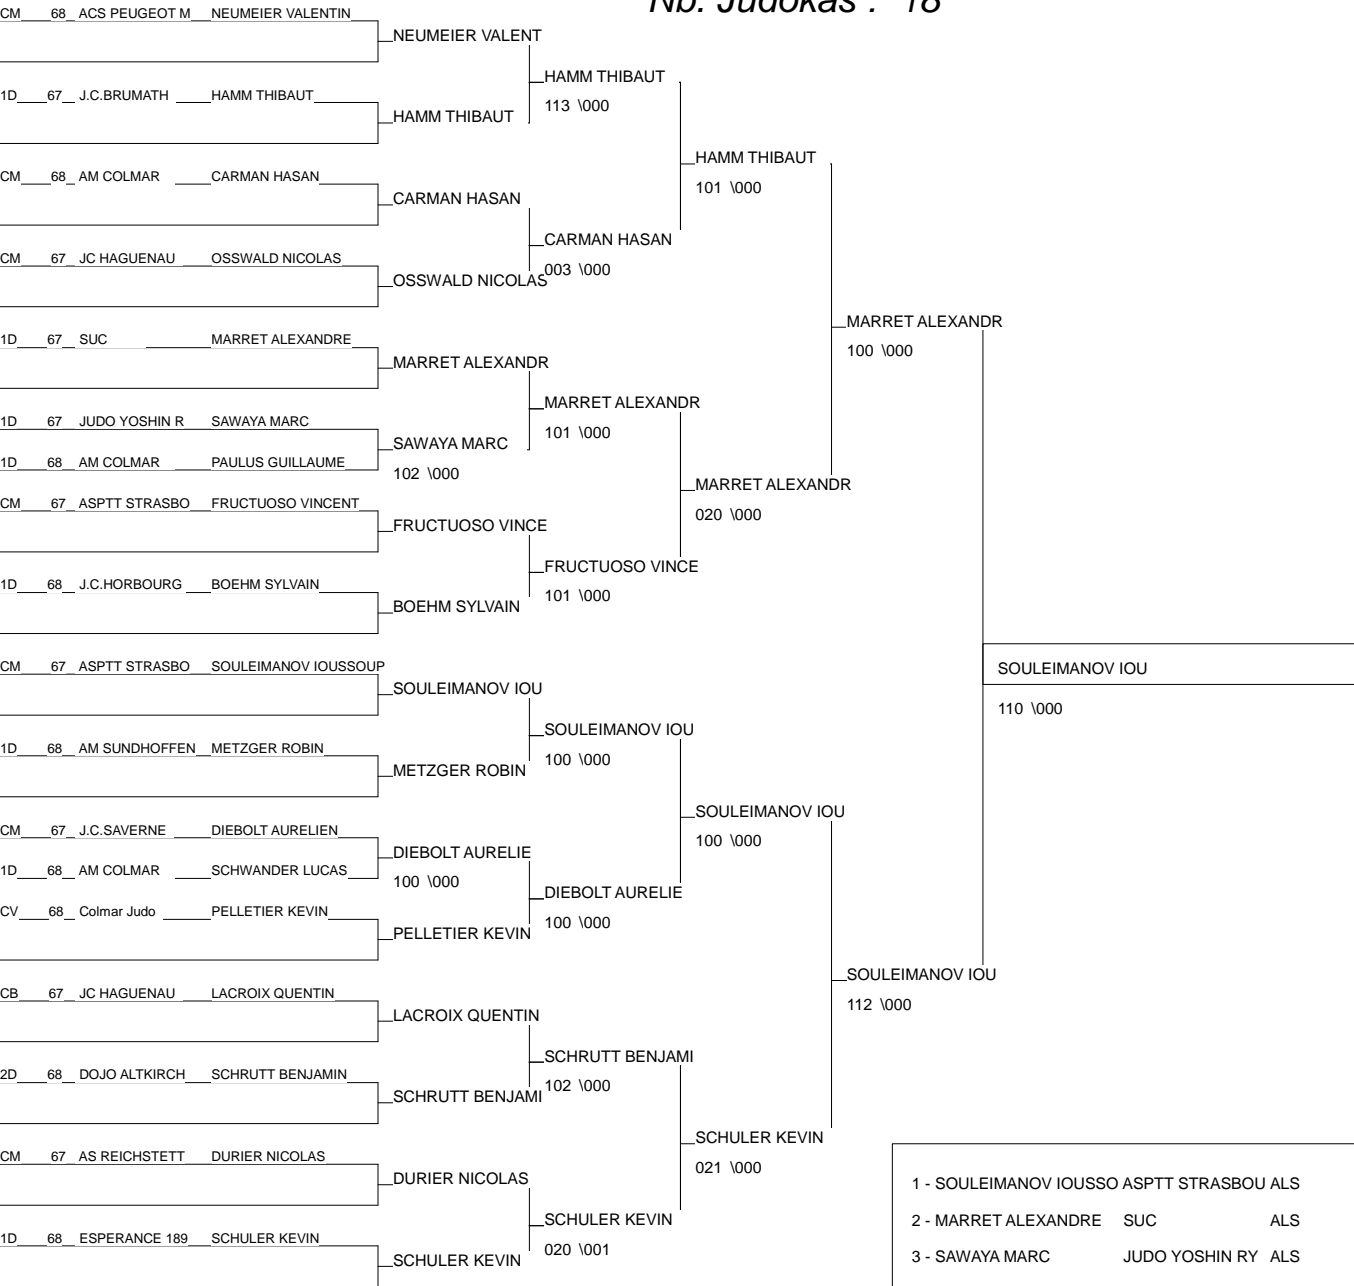 Nb. Judokas : 18
CM 68 ACS PEUGEOT M NEUMEIER VALENTIN
NEUMEIER VALENT
HAMM THIBAUT
113 \000
1D 67 J.C.BRUMATH HAMM THIBAUT
HAMM THIBAUT
HAMM THIBAUT
101 \000
CM 68 AM COLMAR CARMAN HASAN
CARMAN HASAN
CARMAN HASAN
003 \000
CM 67 JC HAGUENAU OSSWALD NICOLAS
OSSWALD NICOLAS
MARRET ALEXANDR
100 \000
1D 67 SUC MARRET ALEXANDRE
MARRET ALEXANDR
MARRET ALEXANDR
101 \000
1D 67 JUDO YOSHIN R SAWAYA MARC
SAWAYA MARC
102 \000
1D 68 AM COLMAR PAULUS GUILLAUME
MARRET ALEXANDR
020 \000
CM 67 ASPTT STRASBO FRUCTUOSO VINCENT
FRUCTUOSO VINCE
FRUCTUOSO VINCE
101 \000
1D 68 J.C.HORBOURG BOEHM SYLVAIN
BOEHM SYLVAIN
SOULEIMANOV IOU
110 \000
CM 67 ASPTT STRASBO SOULEIMANOV IOUSSOUP
SOULEIMANOV IOU
SOULEIMANOV IOU
100 \000
1D 68 AM SUNDHOFFEN METZGER ROBIN
METZGER ROBIN
SOULEIMANOV IOU
100 \000
CM 67 J.C.SAVERNE DIEBOLT AURELIEN
DIEBOLT AURELIE
100 \000
1D 68 AM COLMAR SCHWANDER LUCAS
DIEBOLT AURELIE
100 \000
CV 68 Colmar Judo PELLETIER KEVIN
PELLETIER KEVIN
SOULEIMANOV IOU
112 \000
CB 67 JC HAGUENAU LACROIX QUENTIN
LACROIX QUENTIN
SCHRUTT BENJAMI
102 \000
2D 68 DOJO ALTKIRCH SCHRUTT BENJAMIN
SCHRUTT BENJAMI
SCHULER KEVIN
021 \000
CM 67 AS REICHSTETT DURIER NICOLAS
DURIER NICOLAS
SCHULER KEVIN
020 \001
1D 68 ESPERANCE 189 SCHULER KEVIN
SCHULER KEVIN
1 - SOULEIMANOV IOUSSO ASPTT STRASBOU ALS
2 - MARRET ALEXANDRE SUC ALS
3 - SAWAYA MARC JUDO YOSHIN RY ALS